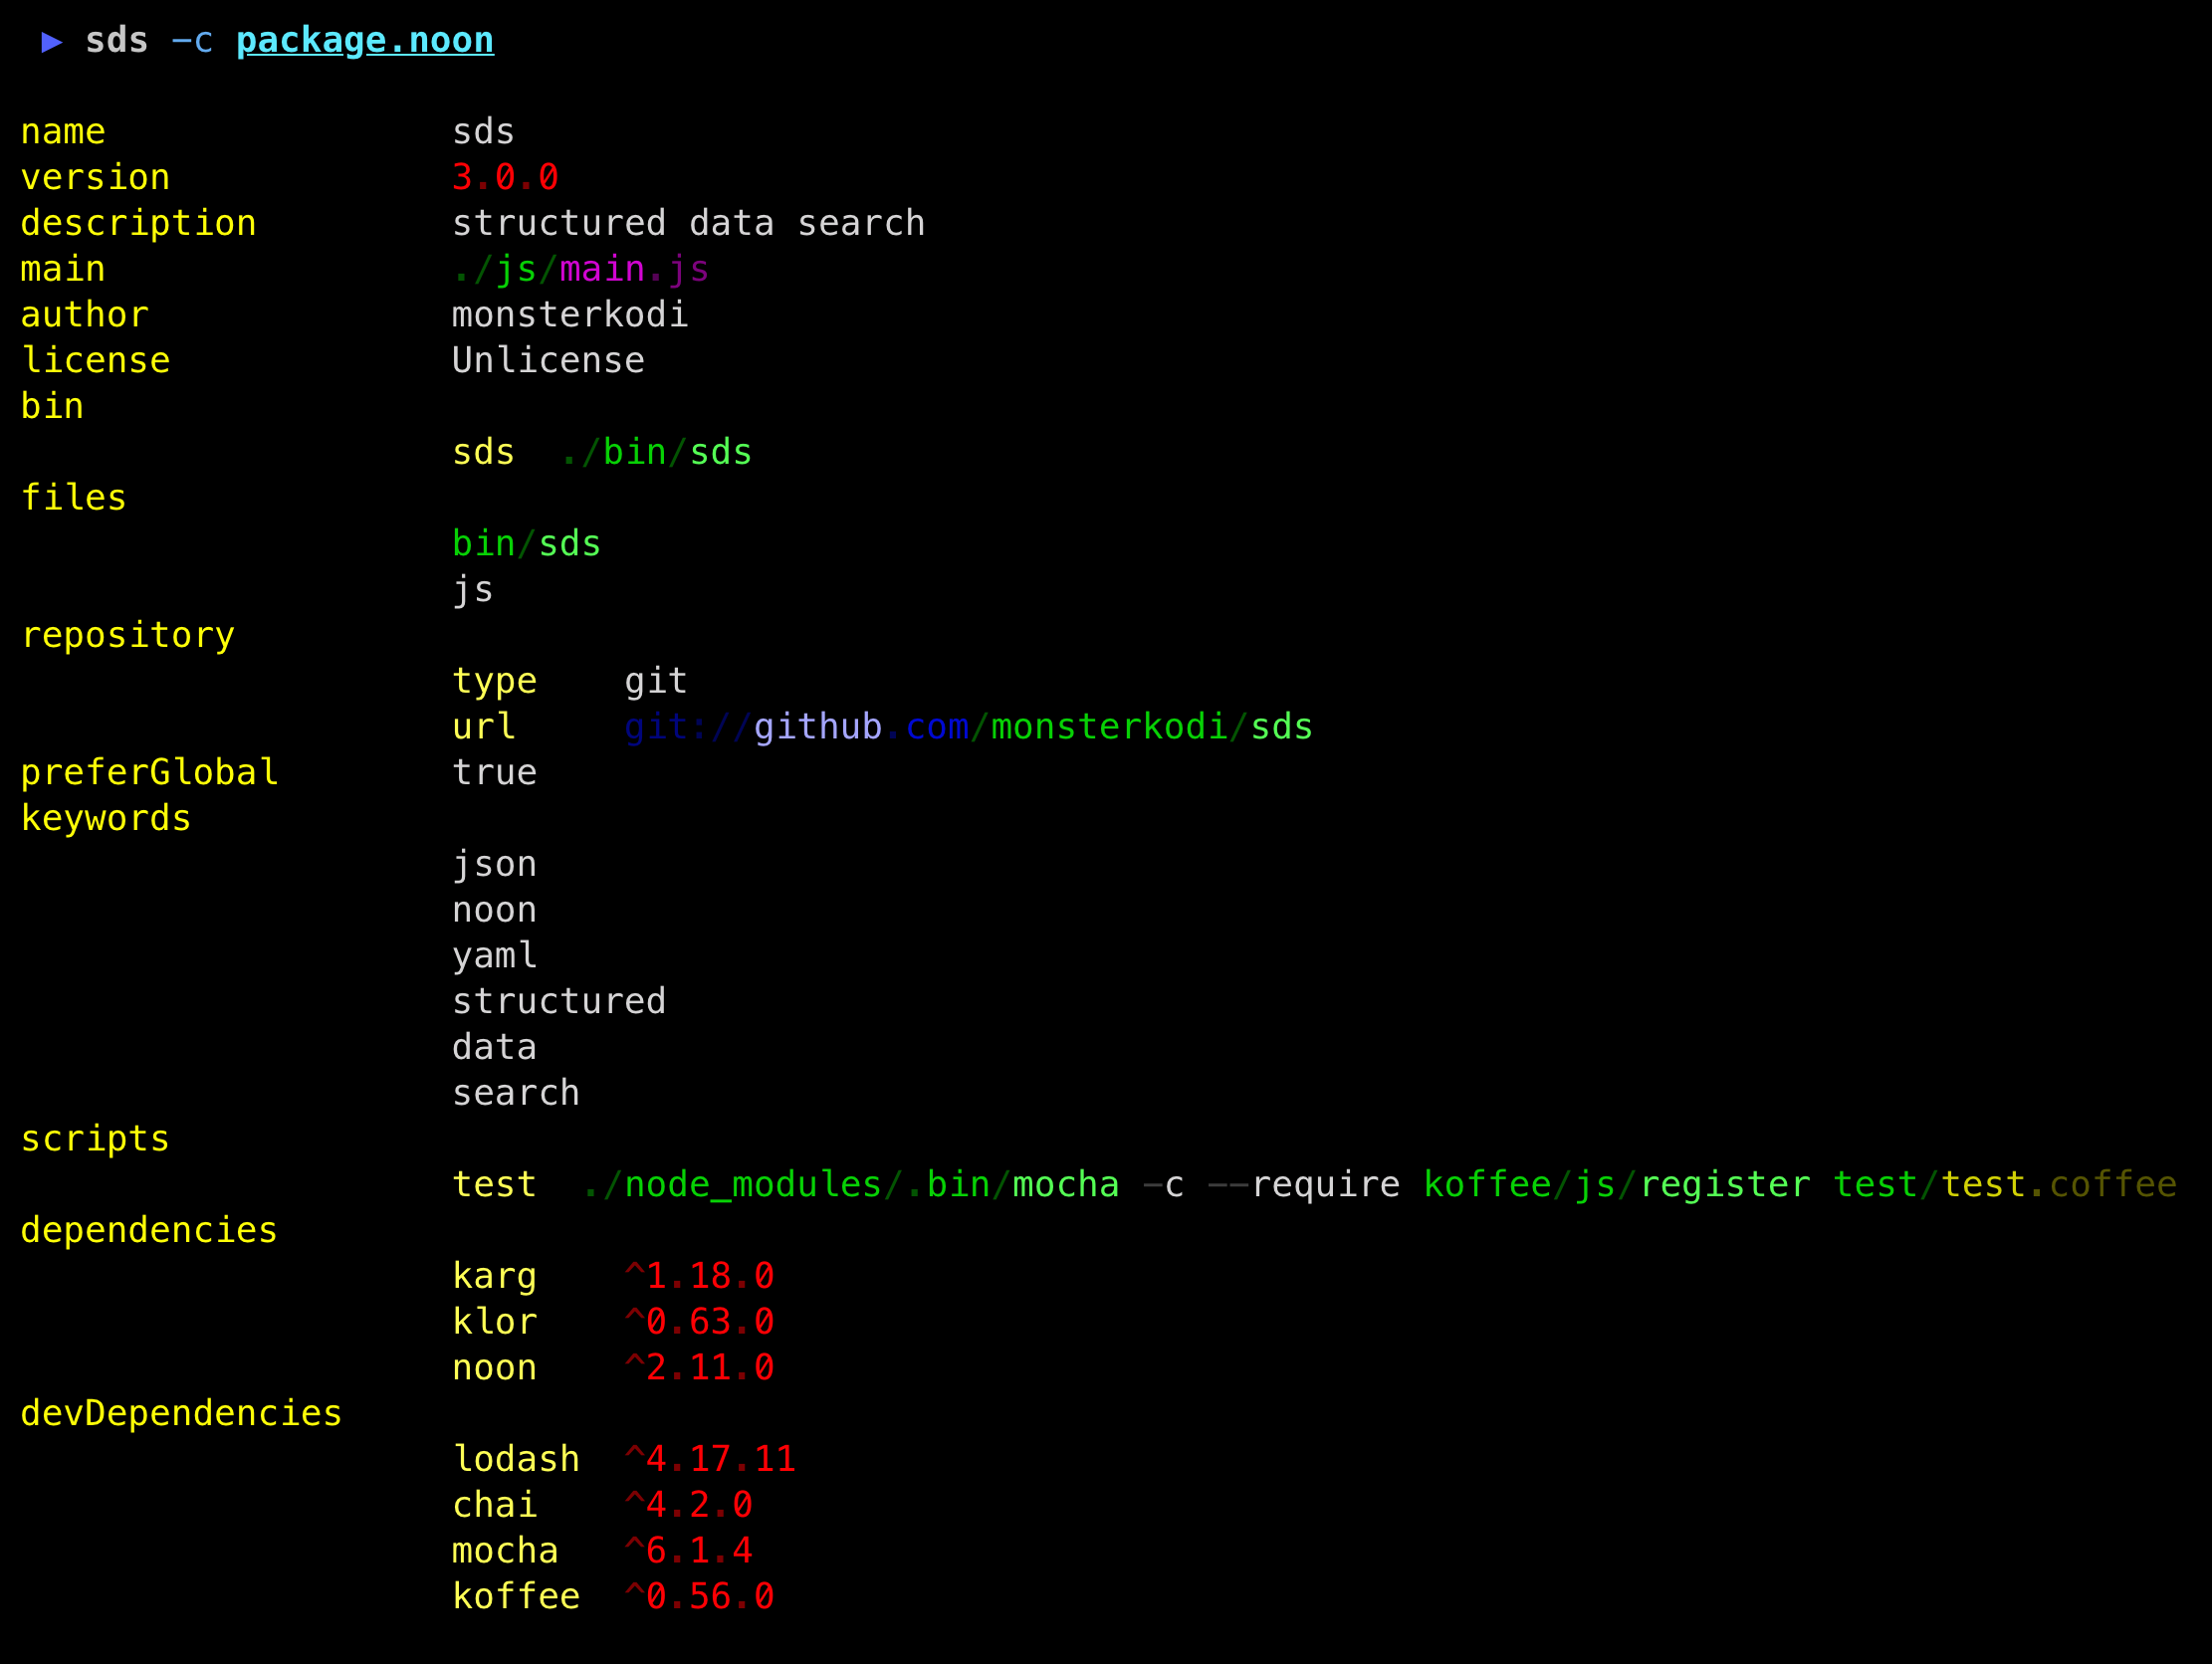 ▶ sds -c package.noon
name sds
version 3.0.0
description structured data search
main ./js/main.js
author monsterkodi
license Unlicense
bin
sds ./bin/sds
files
bin/sds
js
repository
type git
url git://github.com/monsterkodi/sds
preferGlobal true
keywords
json
noon
yaml
structured
data
search
scripts
test ./node_modules/.bin/mocha -c --require koffee/js/register test/test.coffee
dependencies
karg ^1.18.0
klor ^0.63.0
noon ^2.11.0
devDependencies
lodash ^4.17.11
chai ^4.2.0
mocha ^6.1.4
koffee ^0.56.0